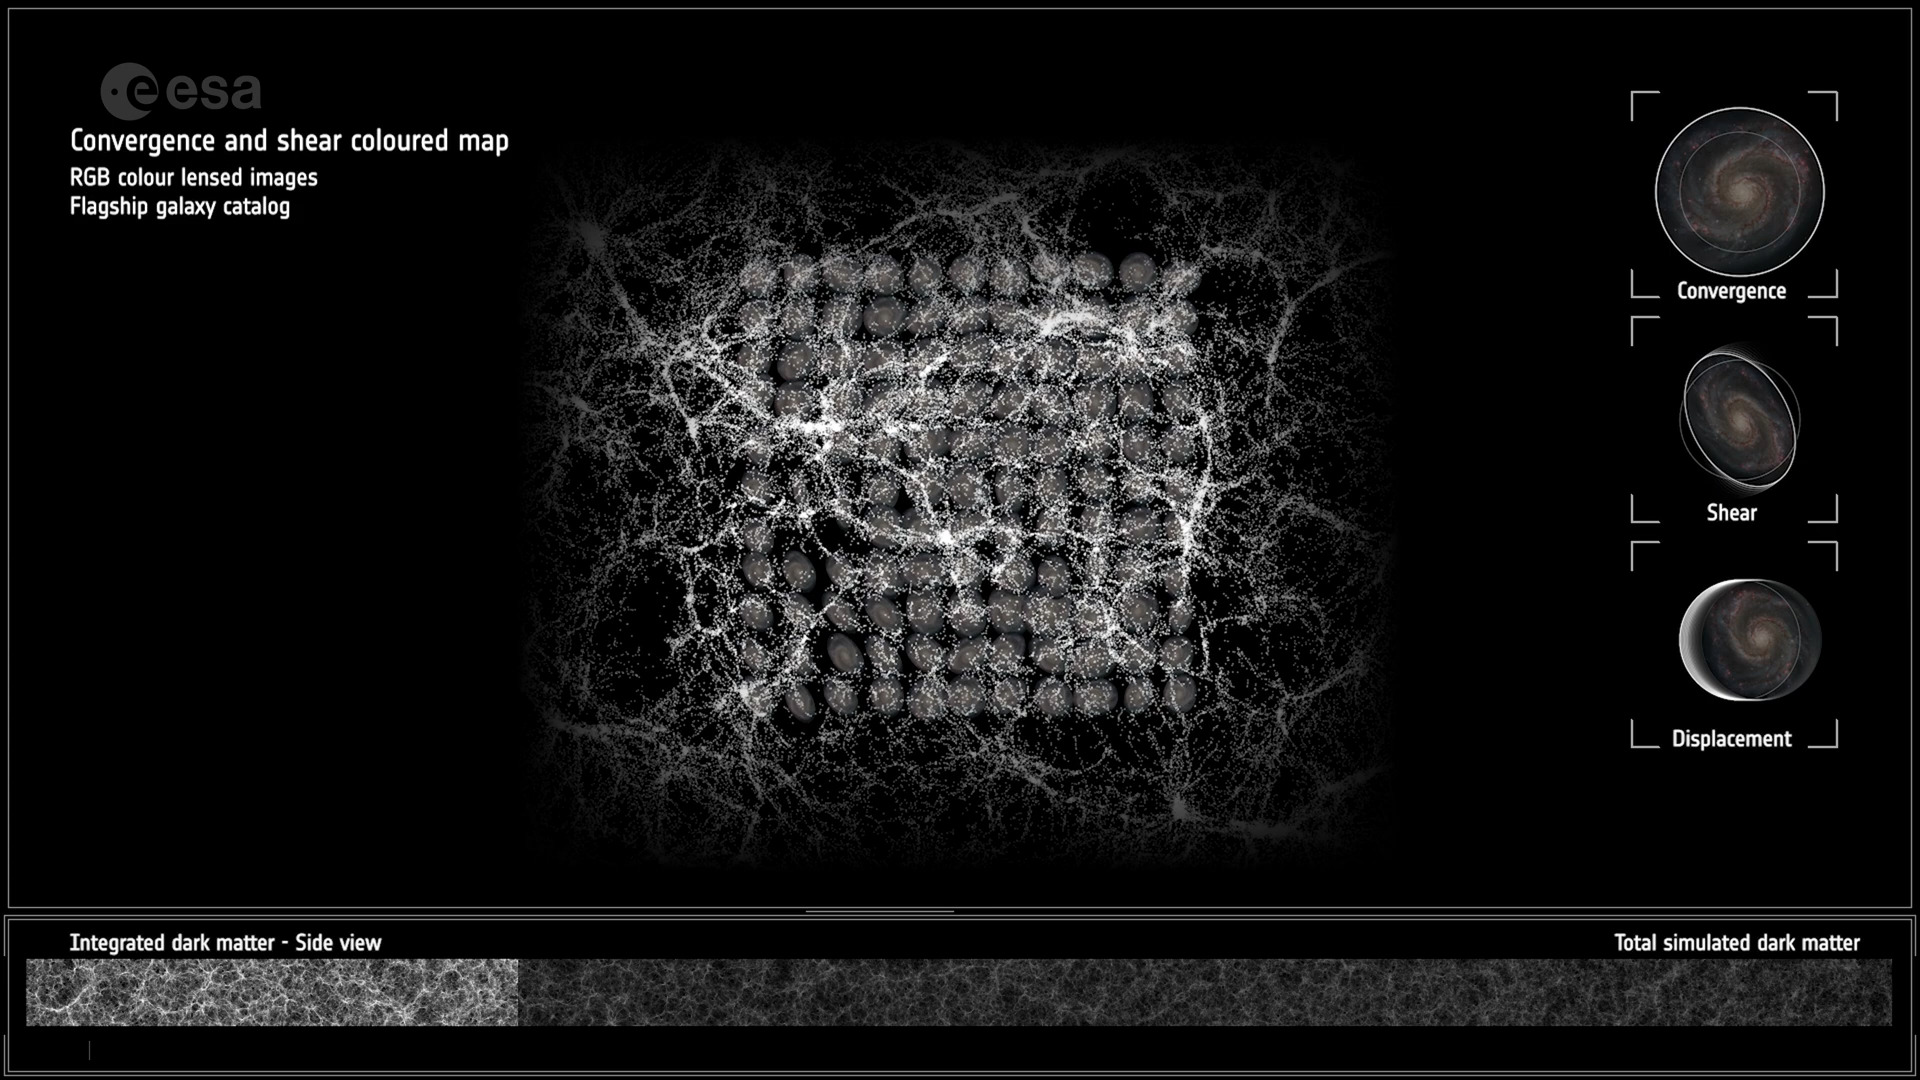 esa
Convergence and shear coloured map
RGB colour lensed images
Flagship galaxy catalog
Convergence
Shear
Displacement
Integrated dark matter - Side view
Total simulated dark matter